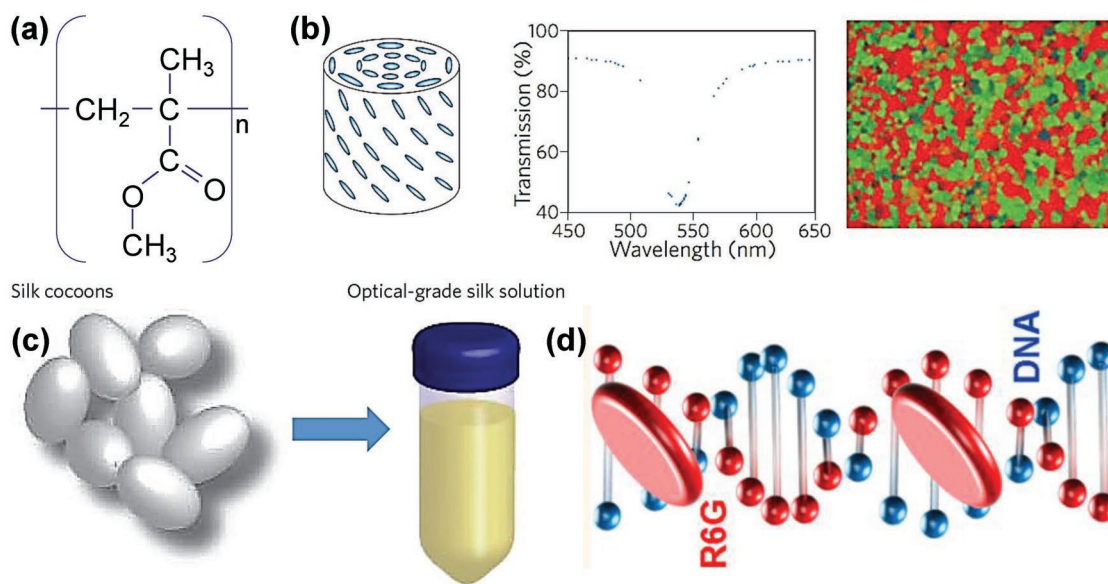 (a)
CH₃
CH₂
C
n
C
O
O
CH₃
(b)
Transmission (%)
100
80
60
40
450
500
550
600
650
Wavelength (nm)
Silk cocoons
Optical-grade silk solution
(c)
(d)
R6G
DNA